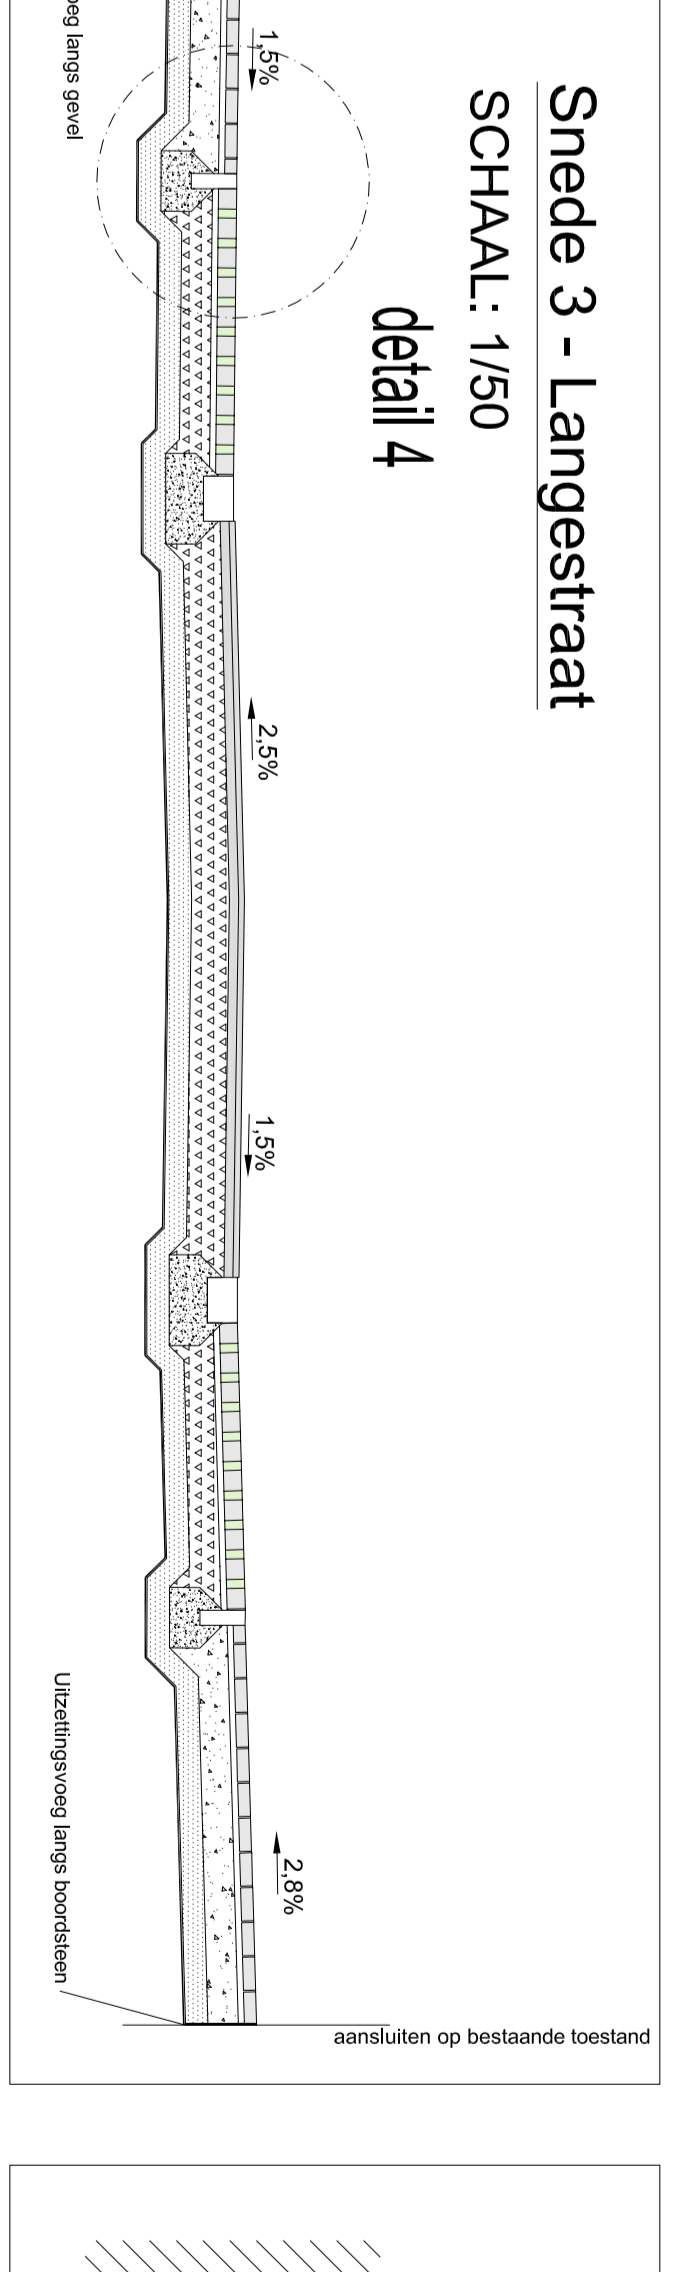 Snede 3 - Langestraat
SCHAAL: 1/50
detail 4
1,5%
2,5%
1,5%
2,8%
langs gevel
Uitzettingsvoeg langs boordsteen
aansluiten op bestaande toestand